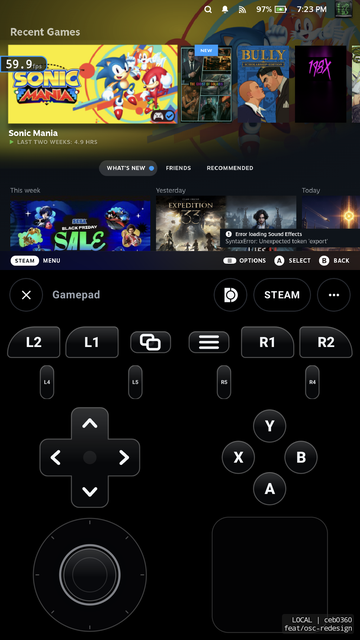 97% 7:23 PM
Recent Games
59.9
NEW
SONIC
MANIA
BULLY
198X
Sonic Mania
LAST TWO WEEKS: 4.9 HRS
WHAT'S NEW FRIENDS RECOMMENDED
This week Yesterday Today
SEGA
BLACK FRIDAY
SALE
EXPEDITION
33
Error loading Sound Effects
SyntaxError: Unexpected token 'export'
STEAM MENU OPTIONS A SELECT B BACK
Gamepad STEAM
L2 L1 R1 R2
L4 L5 R5 R4
Y
X B
A
LOCAL | ceb0360
feat/osc-redesign